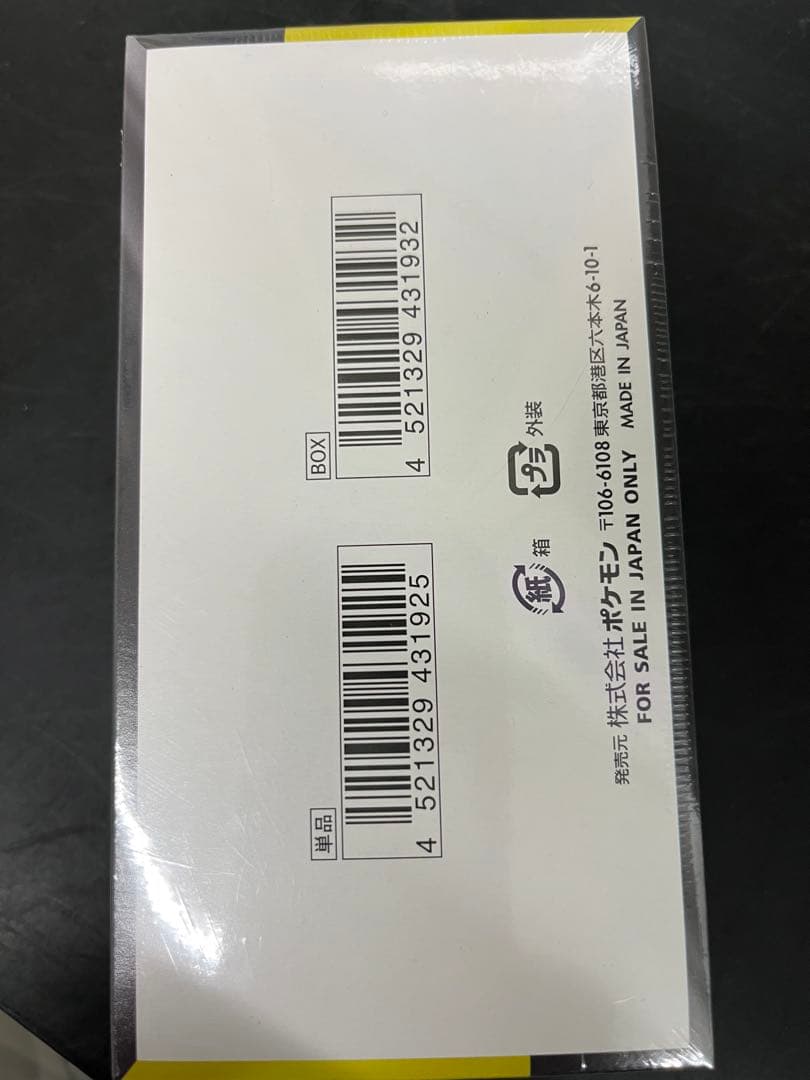 単品
4 521329 431925
BOX
4 521329 431932
紙 箱
プラ 外装
発売元 株式会社ポケモン 〒106-6108 東京都港区六本木6-10-1
FOR SALE IN JAPAN ONLY MADE IN JAPAN